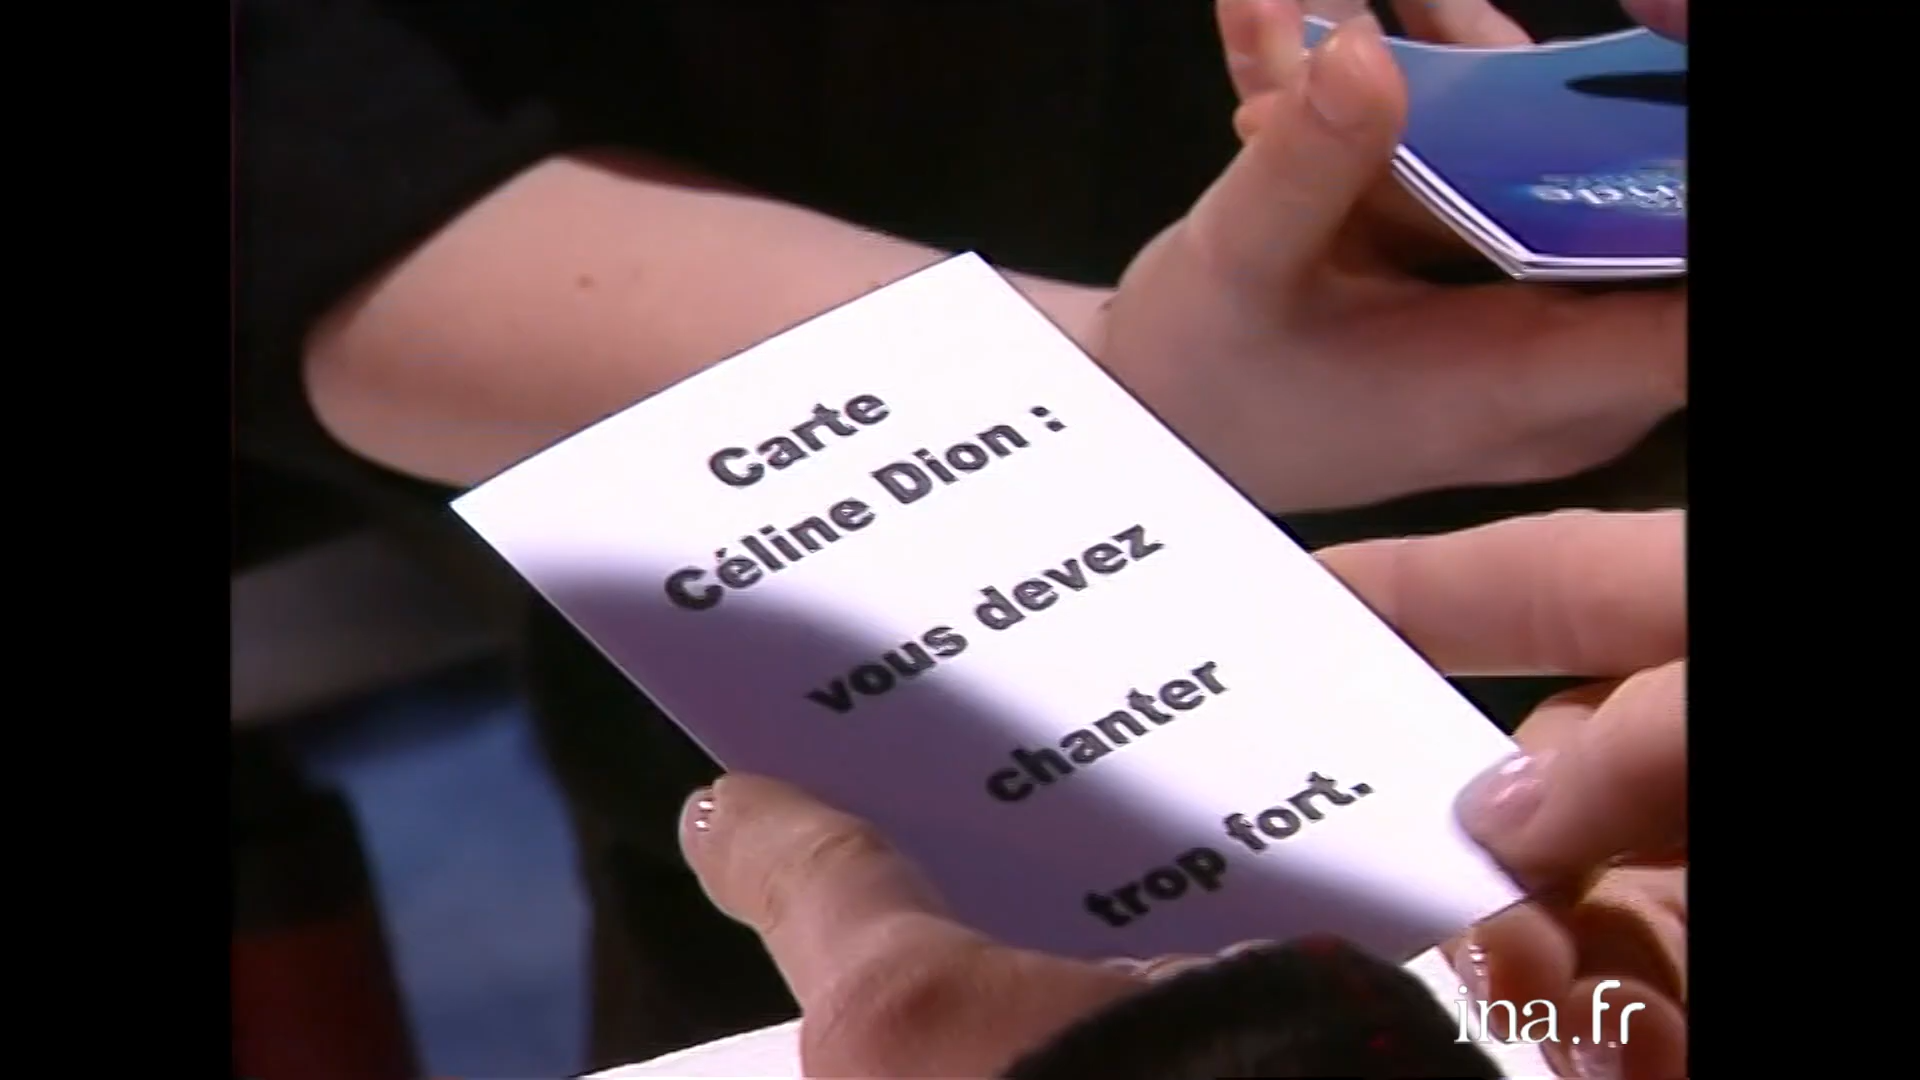 Carte
Céline Dion :
vous devez
chanter
trop fort.
ina.fr